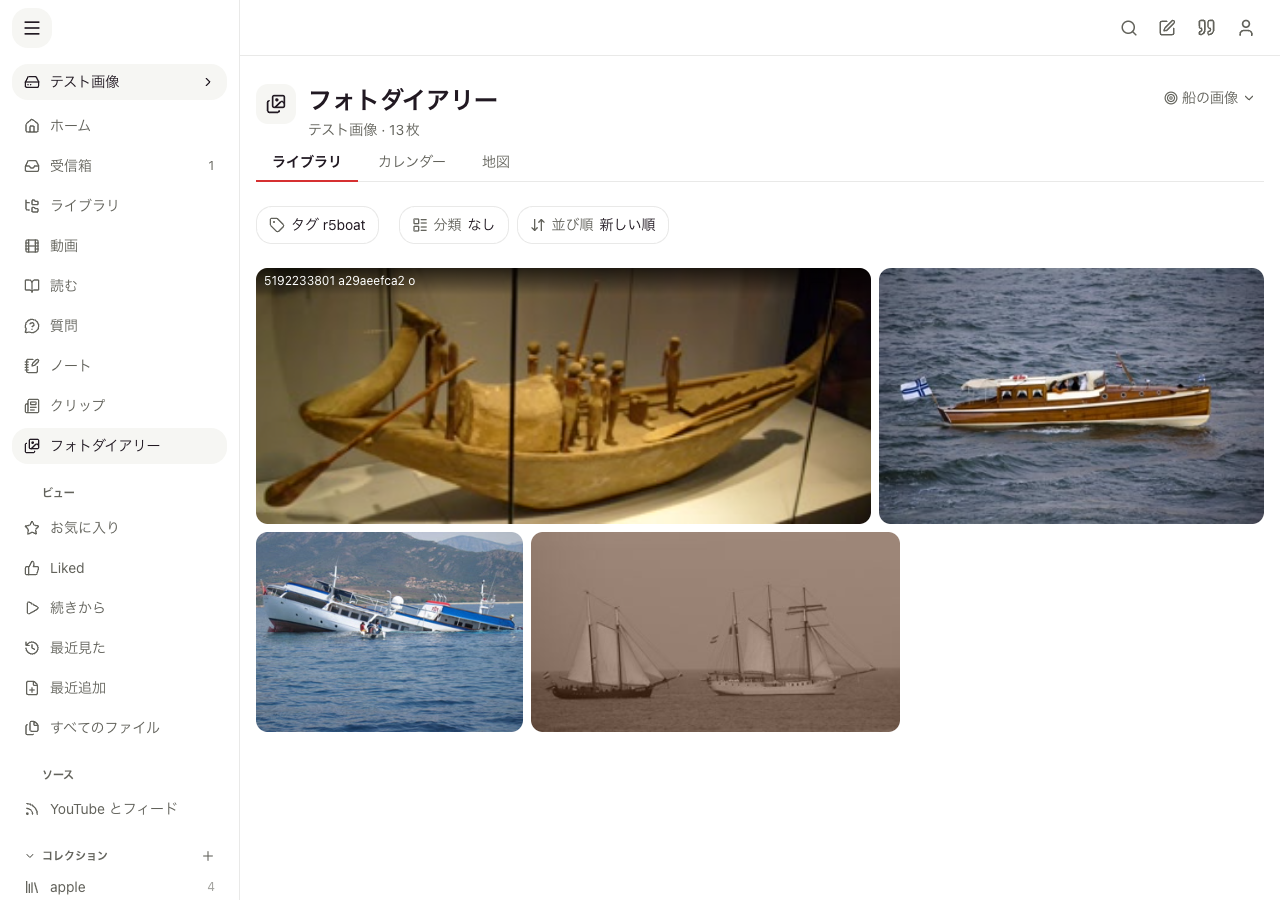 テスト画像
ホーム
受信箱 1
ライブラリ
動画
読む
質問
ノート
クリップ
フォトダイアリー
ビュー
お気に入り
Liked
続きから
最近見た
最近追加
すべてのファイル
ソース
YouTube とフィード
コレクション
apple 4
フォトダイアリー
テスト画像 · 13枚
船の画像
ライブラリ カレンダー 地図
タグ r5boat 分類 なし 並び順 新しい順
5192233801 a29aeefca2 o